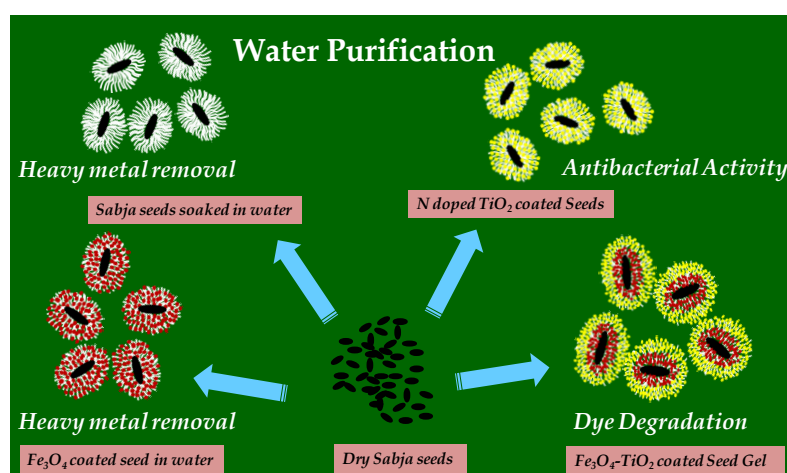 Water Purification
Heavy metal removal
Antibacterial Activity
Sabja seeds soaked in water
N doped TiO₂ coated Seeds
Heavy metal removal
Dye Degradation
Fe₃O₄ coated seed in water
Dry Sabja seeds
Fe₃O₄-TiO₂ coated Seed Gel